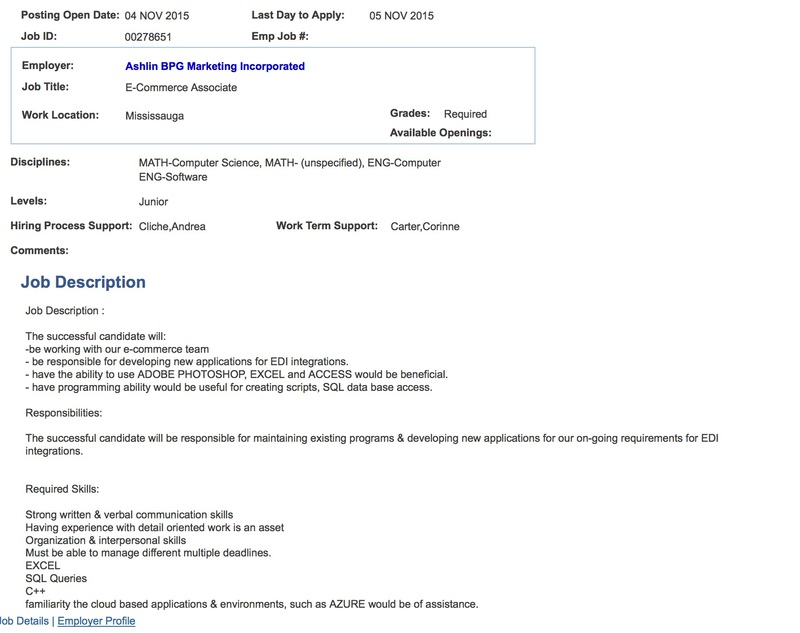 Posting Open Date: 04 NOV 2015 Last Day to Apply: 05 NOV 2015
Job ID: 00278651 Emp Job #:
Employer: Ashlin BPG Marketing Incorporated
Job Title: E-Commerce Associate
Work Location: Mississauga Grades: Required
Available Openings:
Disciplines: MATH-Computer Science, MATH- (unspecified), ENG-Computer
ENG-Software
Levels: Junior
Hiring Process Support: Cliche,Andrea Work Term Support: Carter,Corinne
Comments:
Job Description
Job Description :
The successful candidate will:
-be working with our e-commerce team
- be responsible for developing new applications for EDI integrations.
- have the ability to use ADOBE PHOTOSHOP, EXCEL and ACCESS would be beneficial.
- have programming ability would be useful for creating scripts, SQL data base access.
Responsibilities:
The successful candidate will be responsible for maintaining existing programs & developing new applications for our on-going requirements for EDI
integrations.
Required Skills:
Strong written & verbal communication skills
Having experience with detail oriented work is an asset
Organization & interpersonal skills
Must be able to manage different multiple deadlines.
EXCEL
SQL Queries
C++
familiarity the cloud based applications & environments, such as AZURE would be of assistance.
Job Details | Employer Profile